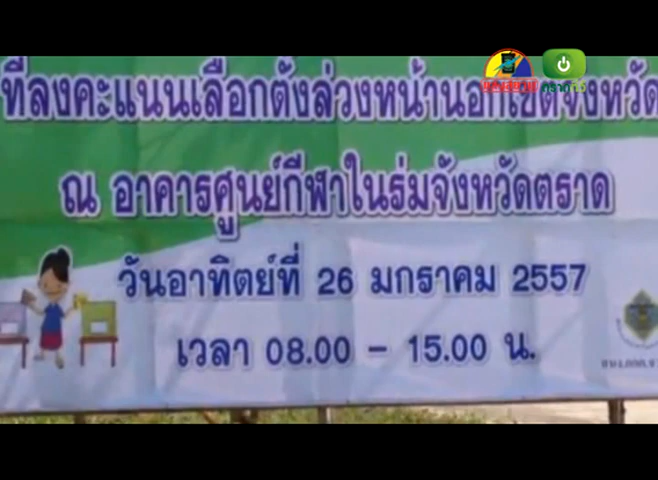 ที่ลงคะแนนเลือกตั้งล่วงหน้านอกเขตจังหวัด
ณ อาคารศูนย์กีฬาในร่มจังหวัดตราด
วันอาทิตย์ที่ 26 มกราคม 2557
เวลา 08.00 - 15.00 น.